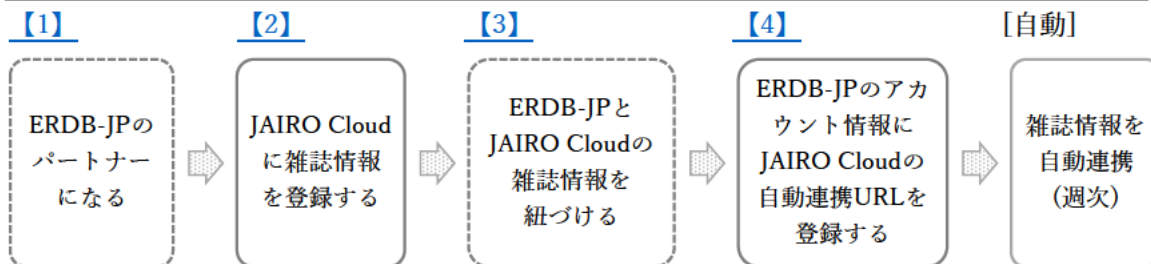 【1】
【2】
【3】
【4】
[自動]
ERDB-JPの
パートナー
になる
JAIRO Cloud
に雑誌情報
を登録する
ERDB-JPと
JAIRO Cloudの
雑誌情報を
紐づける
ERDB-JPのアカ
ウント情報に
JAIRO Cloudの
自動連携URLを
登録する
雑誌情報を
自動連携
(週次)